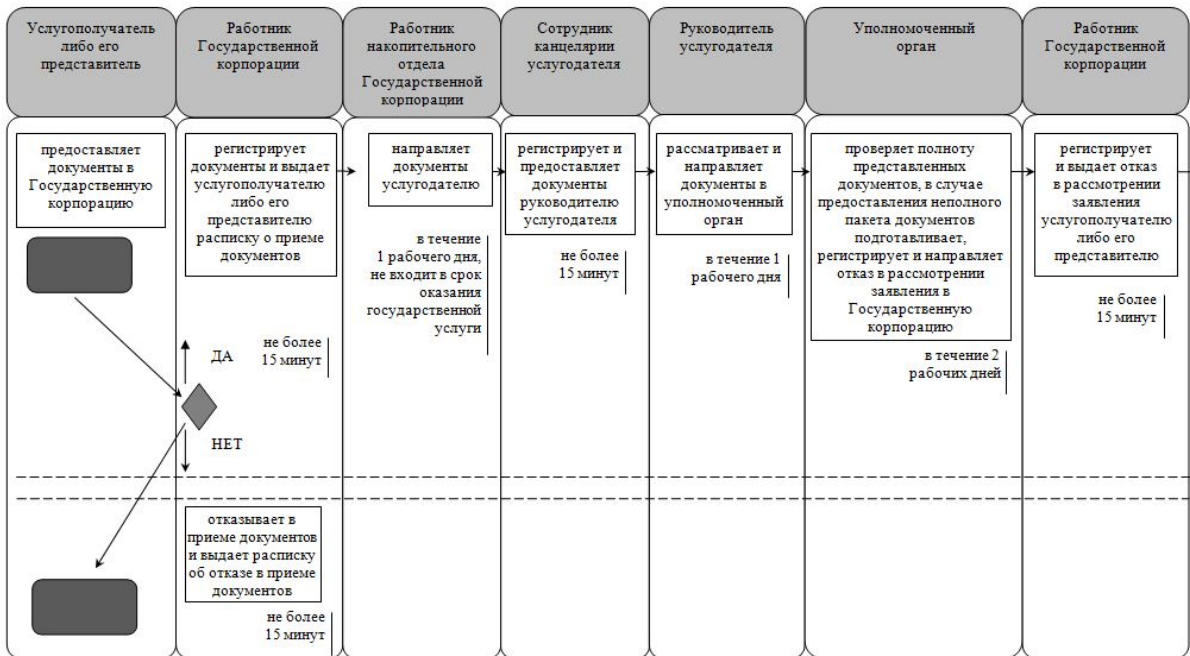 Услугополучатель
либо его
представитель
Работник
Государственной
корпорации
Работник
накопительного
отдела
Государственной
корпорации
Сотрудник
канцелярии
услугодателя
Руководитель
услугодателя
Уполномоченный
орган
Работник
Государственной
корпорации
предоставляет
документы в
Государственную
корпорацию
регистрирует
документы и выдает
услугополучателю
либо его
представителю
расписку о приеме
документов
не более
15 минут
ДА
НЕТ
отказывает в
приеме документов
и выдает расписку
об отказе в приеме
документов
не более
15 минут
направляет
документы
услугодателю
в течение
1 рабочего дня,
не входит в срок
оказания
государственной
услуги
регистрирует и
предоставляет
документы
руководителю
услугодателя
не более
15 минут
рассматривает и
направляет
документы в
уполномоченный
орган
в течение 1
рабочего дня
проверяет полноту
представленных
документов, в случае
предоставления неполного
пакета документов
подготавливает,
регистрирует и направляет
отказ в рассмотрении
заявления в
Государственную
корпорацию
в течение 2
рабочих дней
регистрирует
и выдает отказ
в рассмотрении
заявления
услугополучателю
либо его
представителю
не более
15 минут